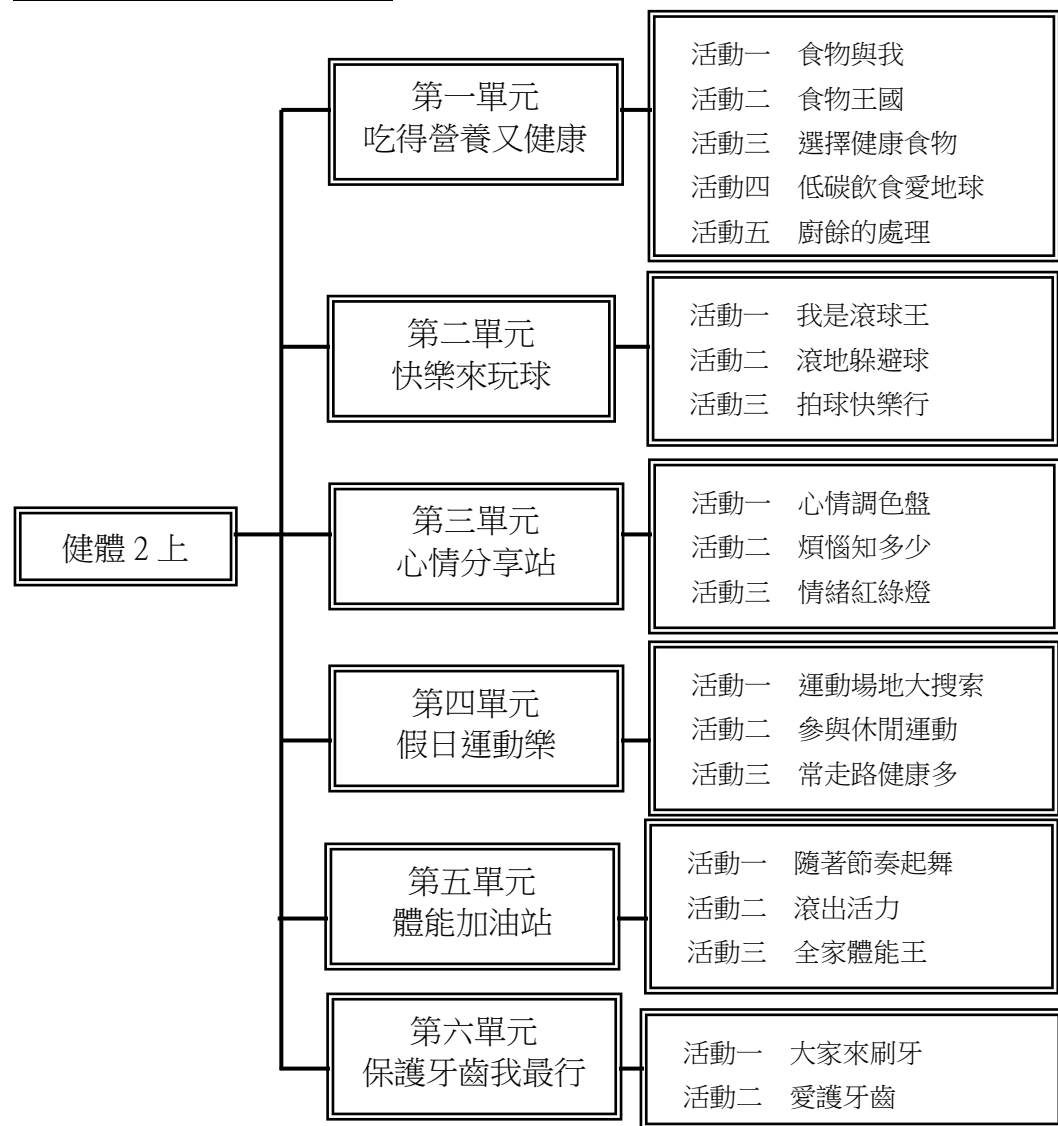 健體 2 上
第一單元
吃得營養又健康
活動一　食物與我
活動二　食物王國
活動三　選擇健康食物
活動四　低碳飲食愛地球
活動五　廚餘的處理
第二單元
快樂來玩球
活動一　我是滾球王
活動二　滾地躲避球
活動三　拍球快樂行
第三單元
心情分享站
活動一　心情調色盤
活動二　煩惱知多少
活動三　情緒紅綠燈
第四單元
假日運動樂
活動一　運動場地大搜索
活動二　參與休閒運動
活動三　常走路健康多
第五單元
體能加油站
活動一　隨著節奏起舞
活動二　滾出活力
活動三　全家體能王
第六單元
保護牙齒我最行
活動一　大家來刷牙
活動二　愛護牙齒